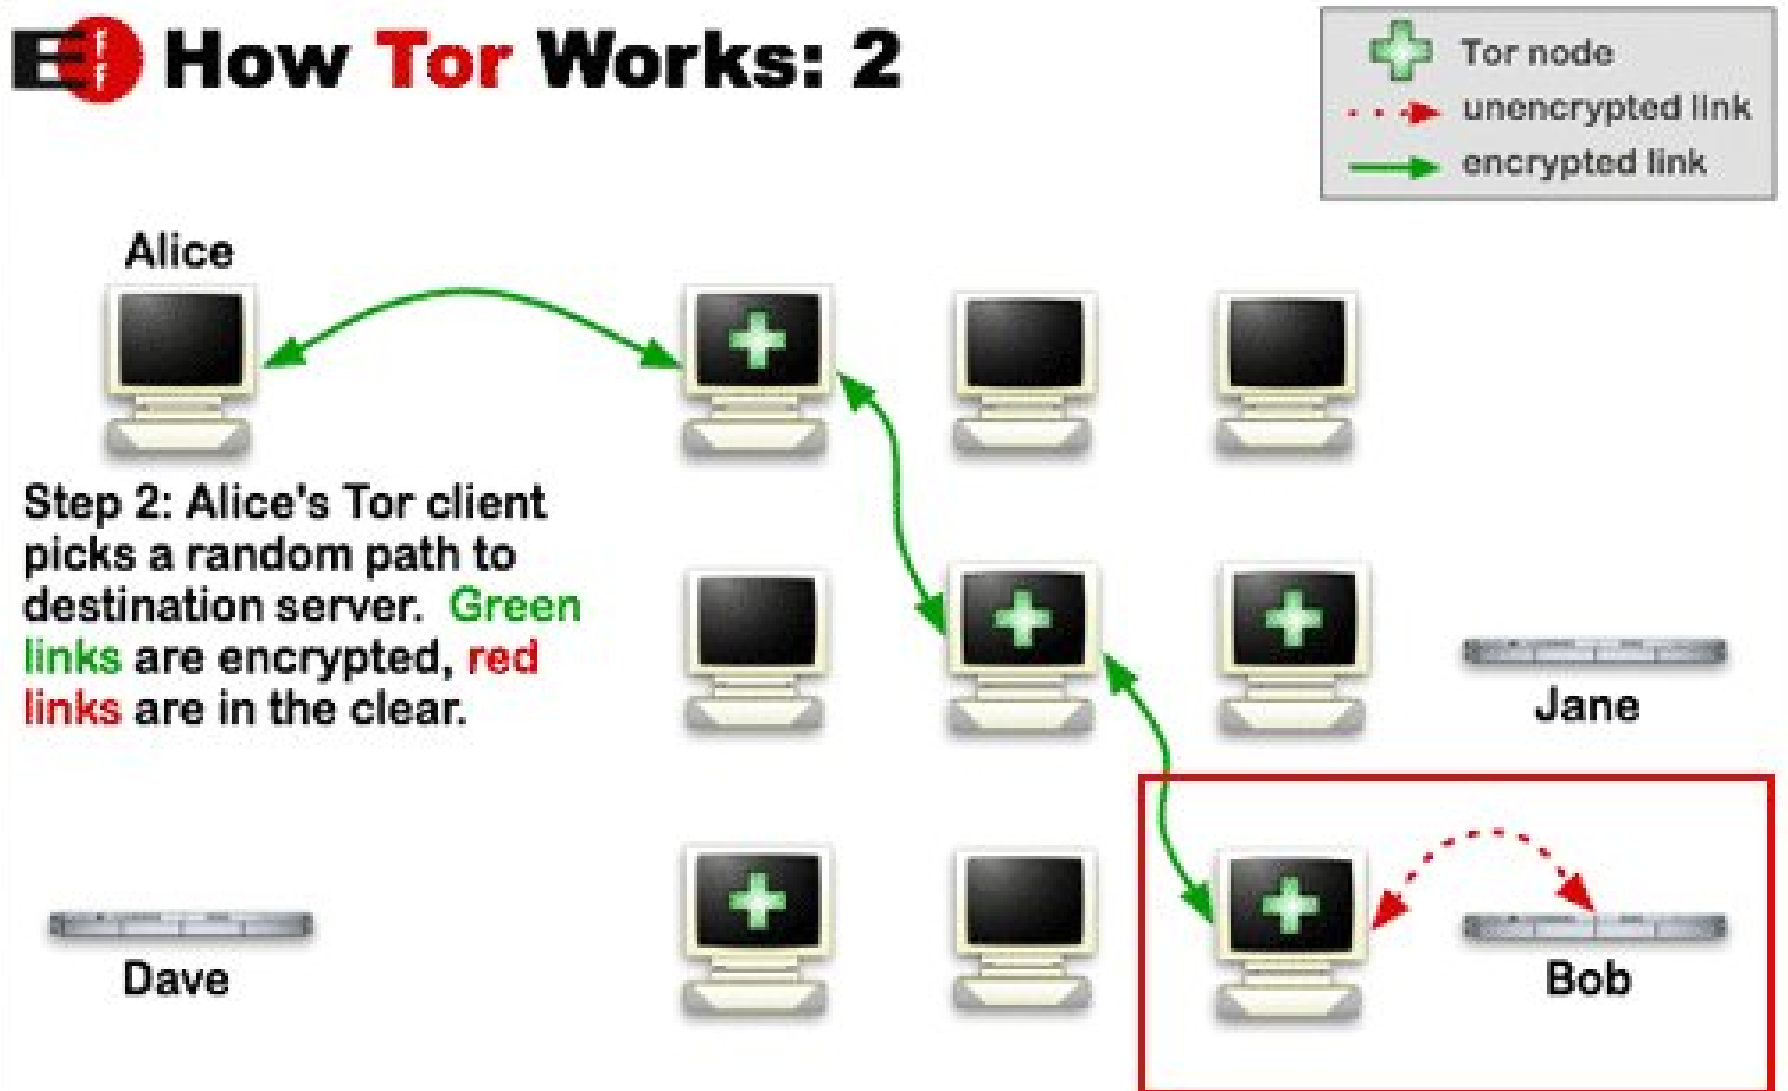 EFF How Tor Works: 2
Tor node
unencrypted link
encrypted link
Alice
Step 2: Alice's Tor client
picks a random path to
destination server. Green
links are encrypted, red
links are in the clear.
Jane
Dave
Bob